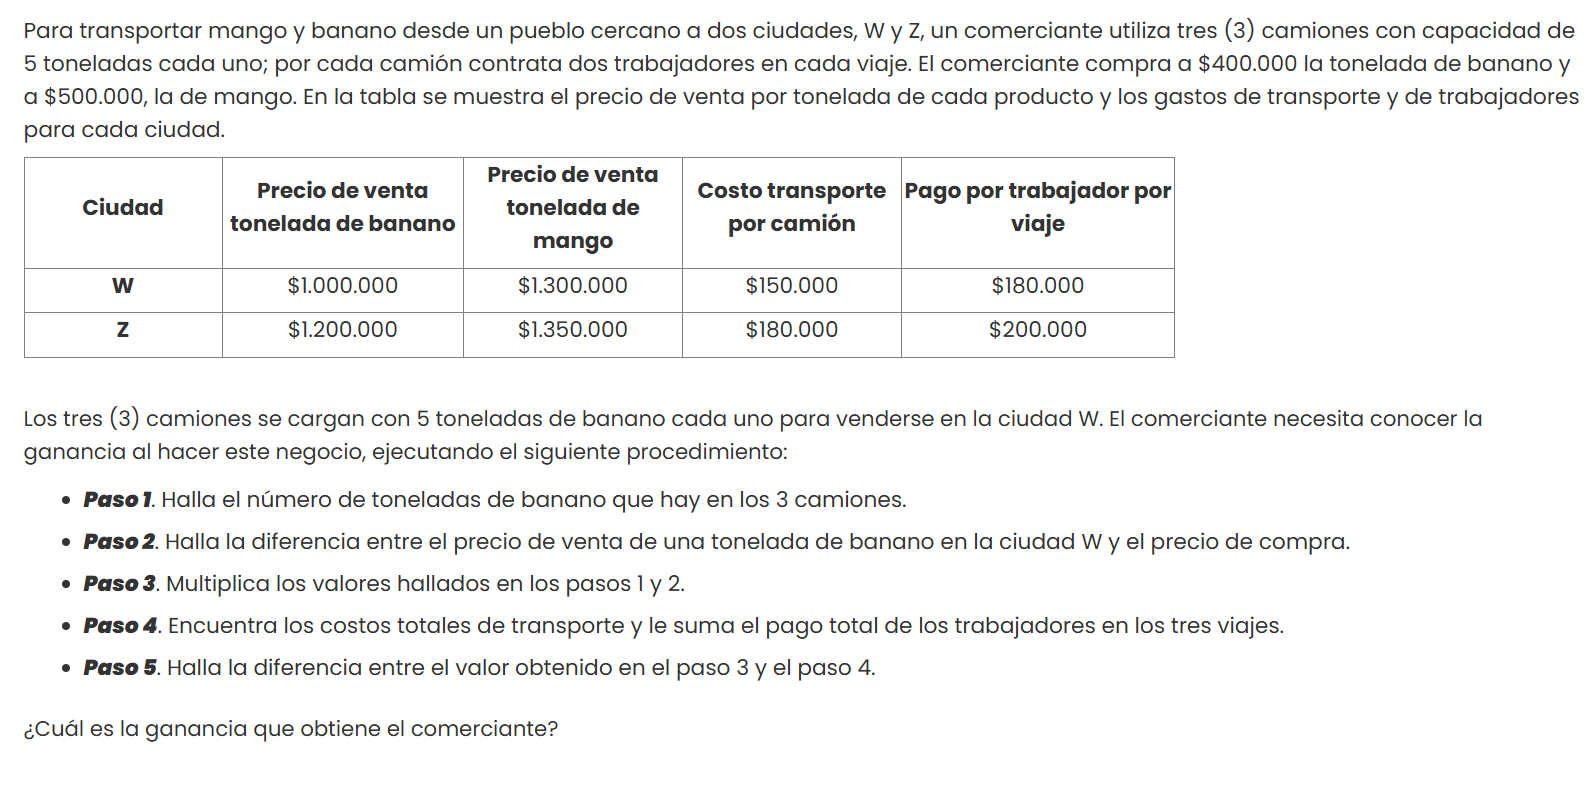 Para transportar mango y banano desde un pueblo cercano a dos ciudades, W y Z, un comerciante utiliza tres (3) camiones con capacidad de
5 toneladas cada uno; por cada camión contrata dos trabajadores en cada viaje. El comerciante compra a $400.000 la tonelada de banano y
a $500.000, la de mango. En la tabla se muestra el precio de venta por tonelada de cada producto y los gastos de transporte y de trabajadores
para cada ciudad.
Ciudad | Precio de venta tonelada de banano | Precio de venta tonelada de mango | Costo transporte por camión | Pago por trabajador por viaje
W | $1.000.000 | $1.300.000 | $150.000 | $180.000
Z | $1.200.000 | $1.350.000 | $180.000 | $200.000
Los tres (3) camiones se cargan con 5 toneladas de banano cada uno para venderse en la ciudad W. El comerciante necesita conocer la
ganancia al hacer este negocio, ejecutando el siguiente procedimiento:
• Paso 1. Halla el número de toneladas de banano que hay en los 3 camiones.
• Paso 2. Halla la diferencia entre el precio de venta de una tonelada de banano en la ciudad W y el precio de compra.
• Paso 3. Multiplica los valores hallados en los pasos 1 y 2.
• Paso 4. Encuentra los costos totales de transporte y le suma el pago total de los trabajadores en los tres viajes.
• Paso 5. Halla la diferencia entre el valor obtenido en el paso 3 y el paso 4.
¿Cuál es la ganancia que obtiene el comerciante?